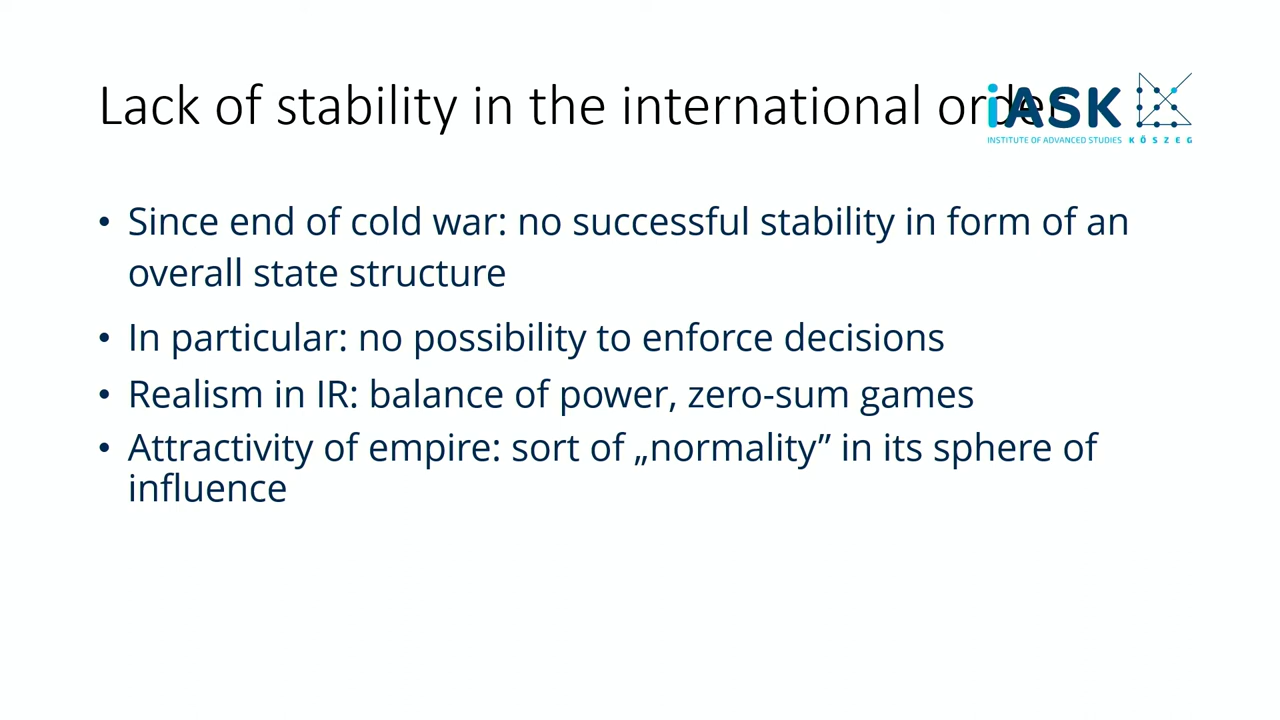 Lack of stability in the international order
iASK
INSTITUTE OF ADVANCED STUDIES KŐSZEG
• Since end of cold war: no successful stability in form of an
overall state structure
• In particular: no possibility to enforce decisions
• Realism in IR: balance of power, zero-sum games
• Attractivity of empire: sort of „normality” in its sphere of
influence